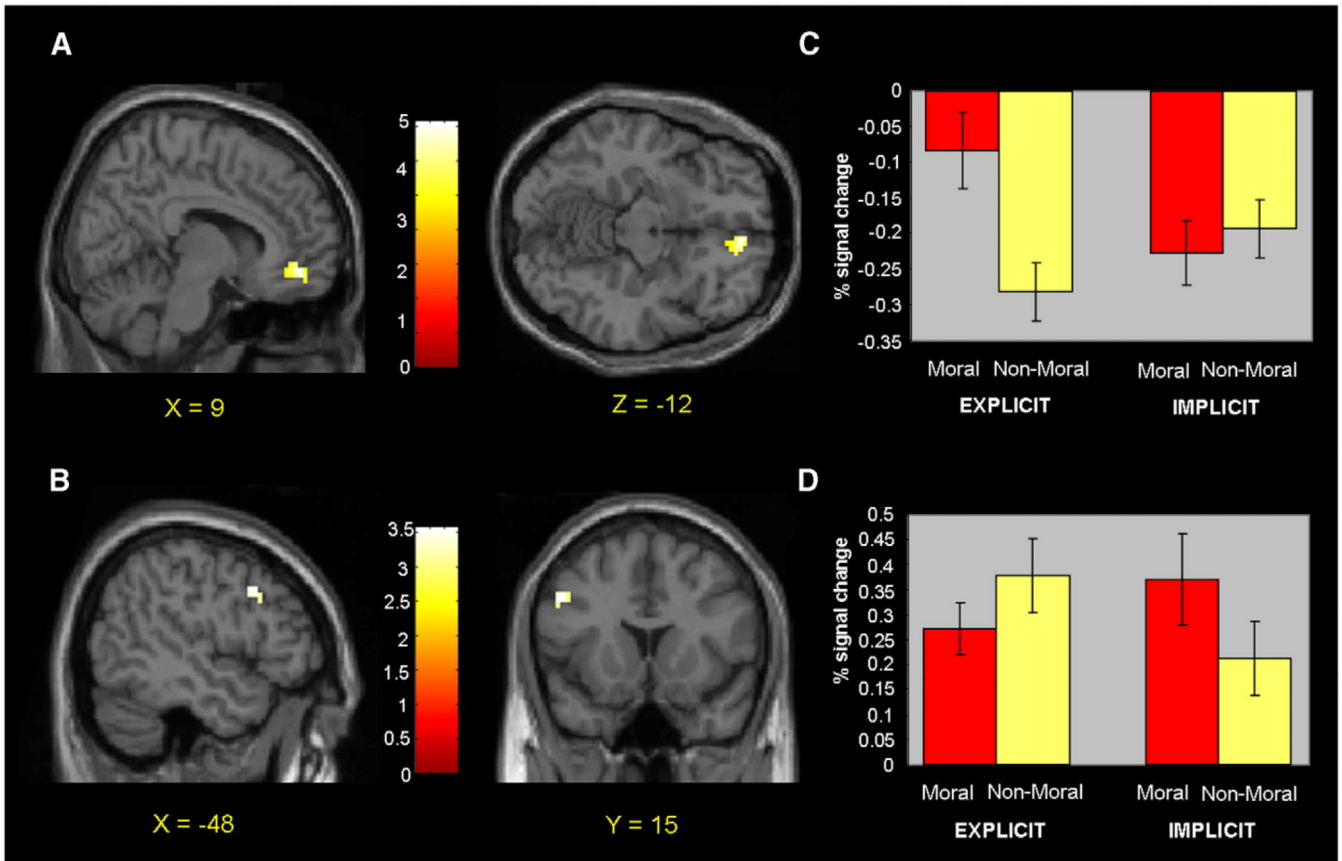 A
5
4
3
2
1
0
X = 9
Z = -12
C
% signal change
0
-0.05
-0.1
-0.15
-0.2
-0.25
-0.3
-0.35
Moral Non-Moral Moral Non-Moral
EXPLICIT IMPLICIT
B
3.5
3
2.5
2
1.5
1
0.5
0
X = -48
Y = 15
D
% signal change
0.5
0.45
0.4
0.35
0.3
0.25
0.2
0.15
0.1
0.05
0
Moral Non-Moral Moral Non-Moral
EXPLICIT IMPLICIT